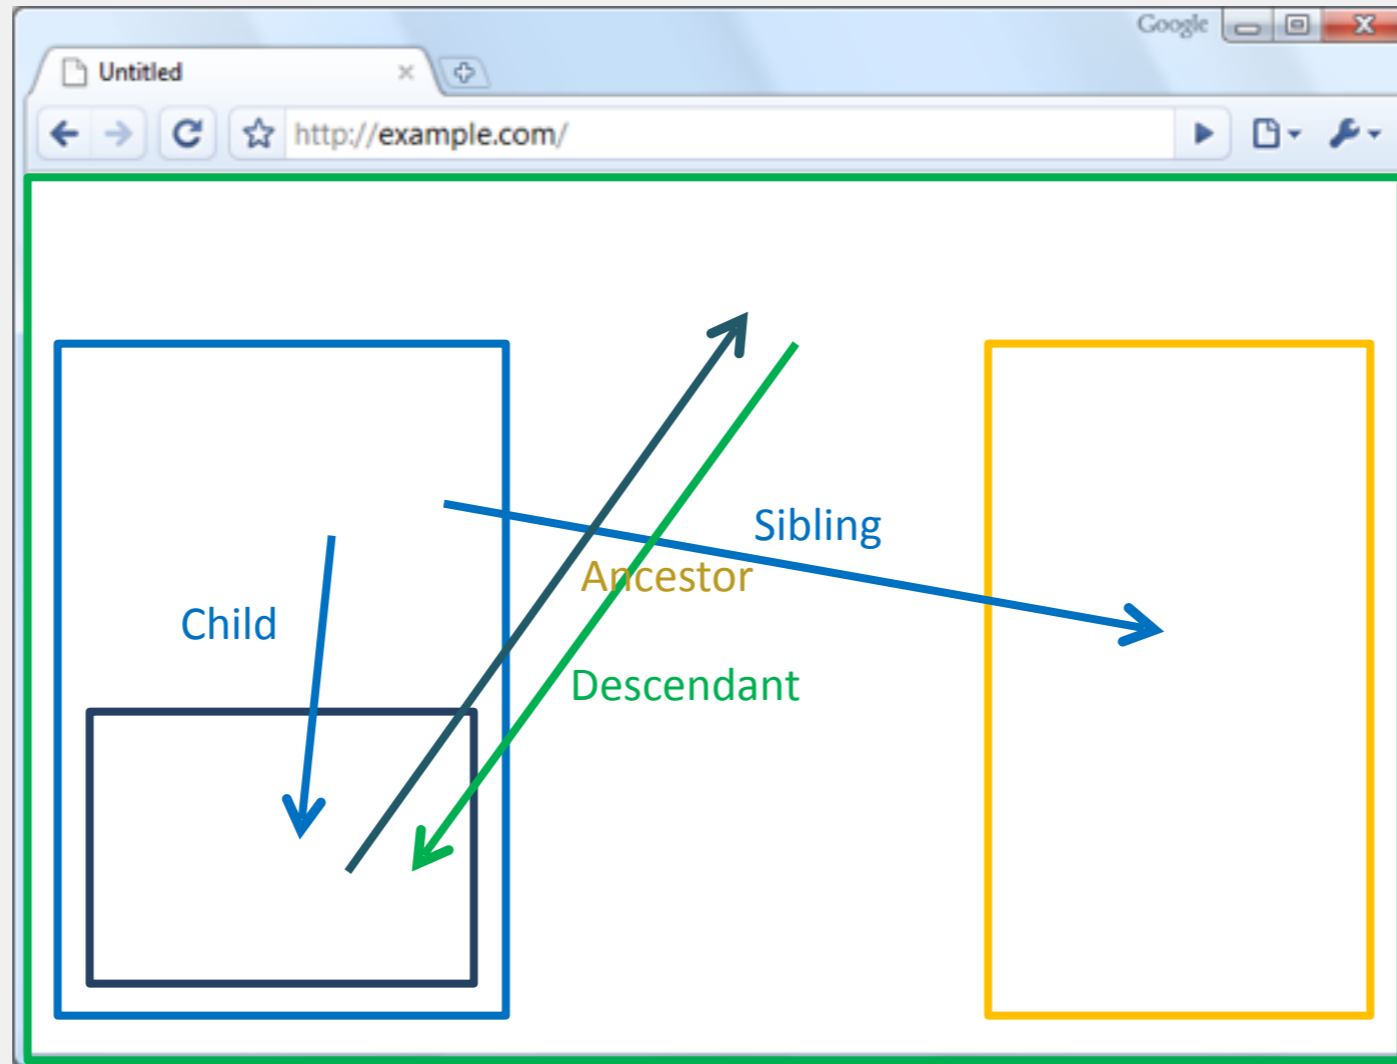 Google
Untitled
http://example.com/
Sibling
Ancestor
Child
Descendant